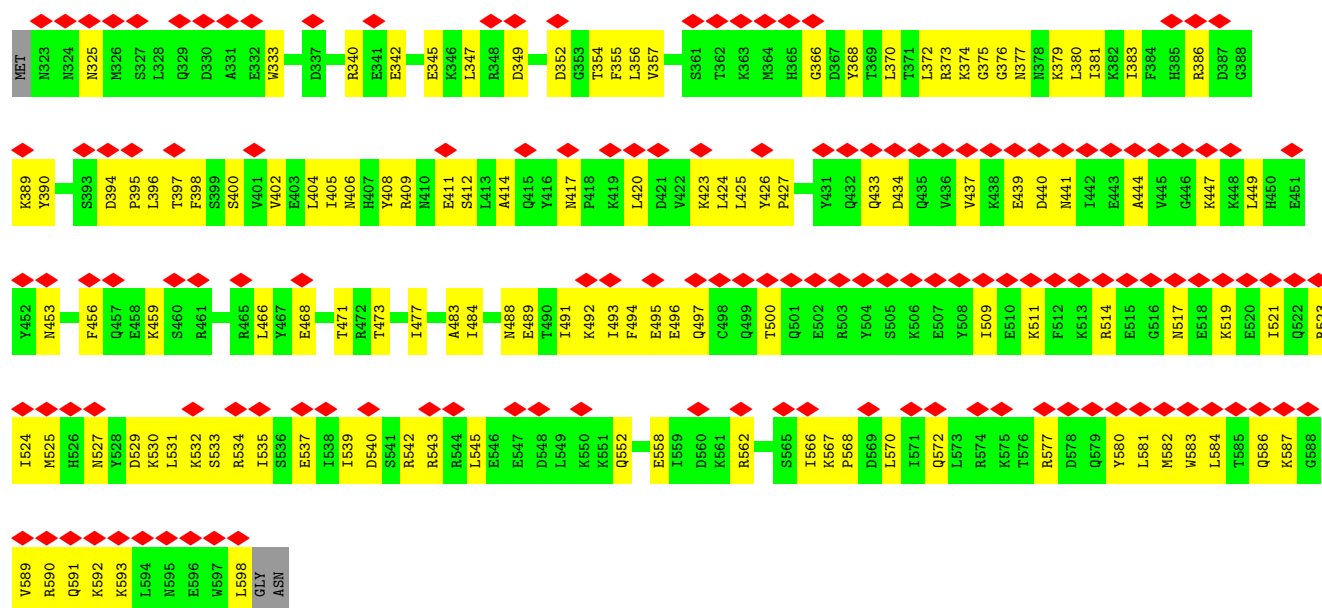 MET N323 N324 N325 M326 S327 L328 Q329 D330 A331 E332 W333 D337 R340 E341 E342 E345 K346 L347 R348 D349 D352 G353 T354 F355 L356 V357 S361 T362 K363 M364 H365 G366 D367 Y368 T369 L370 T371 L372 R373 K374 G375 G376 N377 N378 K379 L380 I381 K382 I383 F384 H385 R386 D387 G388
K389 Y390 S393 D394 P395 L396 T397 F398 S399 S400 V401 V402 E403 L404 I405 N406 H407 Y408 R409 N410 E411 S412 L413 A414 Q415 Y416 N417 P418 K419 L420 D421 V422 K423 L424 L425 Y426 P427 Y431 Q432 Q433 D434 Q435 V436 V437 K438 E439 D440 N441 I442 E443 A444 V445 G446 K447 K448 L449 H450 E451
Y452 N453 F456 Q457 E458 K459 S460 R461 R465 L466 Y467 E468 T471 R472 T473 I477 A483 I484 N488 E489 T490 I491 K492 I493 F494 E495 E496 Q497 C498 Q499 T500 Q501 E502 R503 Y504 S505 K506 E507 Y508 I509 E510 K511 F512 K513 R514 E515 G516 N517 E518 K519 E520 I521 Q522 R523
I524 M525 H526 N527 Y528 D529 K530 L531 K532 S533 R534 I535 S536 E537 I538 I539 D540 S541 R542 R543 R544 L545 E546 E547 D548 L549 K550 K551 Q552 E558 I559 D560 K561 R562 S565 I566 K567 P568 D569 L570 I571 Q572 L573 R574 K575 T576 R577 D578 Q579 Y580 L581 M582 W583 L584 T585 Q586 K587 G588
V589 R590 Q591 K592 K593 L594 N595 E596 W597 L598 GLY ASN